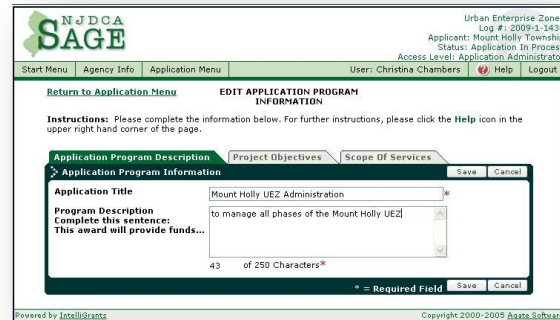 NJDCA
SAGE
Urban Enterprise Zone
Log #: 2009-1-143
Applicant: Mount Holly Townshi
Status: Application In Proces
Access Level: Application Administrato
Start Menu Agency Info Application Menu User: Christina Chambers Help Logout
Return to Application Menu EDIT APPLICATION PROGRAM
INFORMATION
Instructions: Please complete the information below. For further instructions, please click the Help icon in the
upper right hand corner of the page.
Application Program Description Project Objectives Scope Of Services
Application Program Information Save Cancel
Application Title Mount Holly UEZ Administration *
Program Description to manage all phases of the Mount Holly UEZ
Complete this sentence:
This award will provide funds...
43 of 250 Characters*
* = Required Field Save Cancel
Powered by IntelliGrants Copyright 2000-2005 Agate Softwar